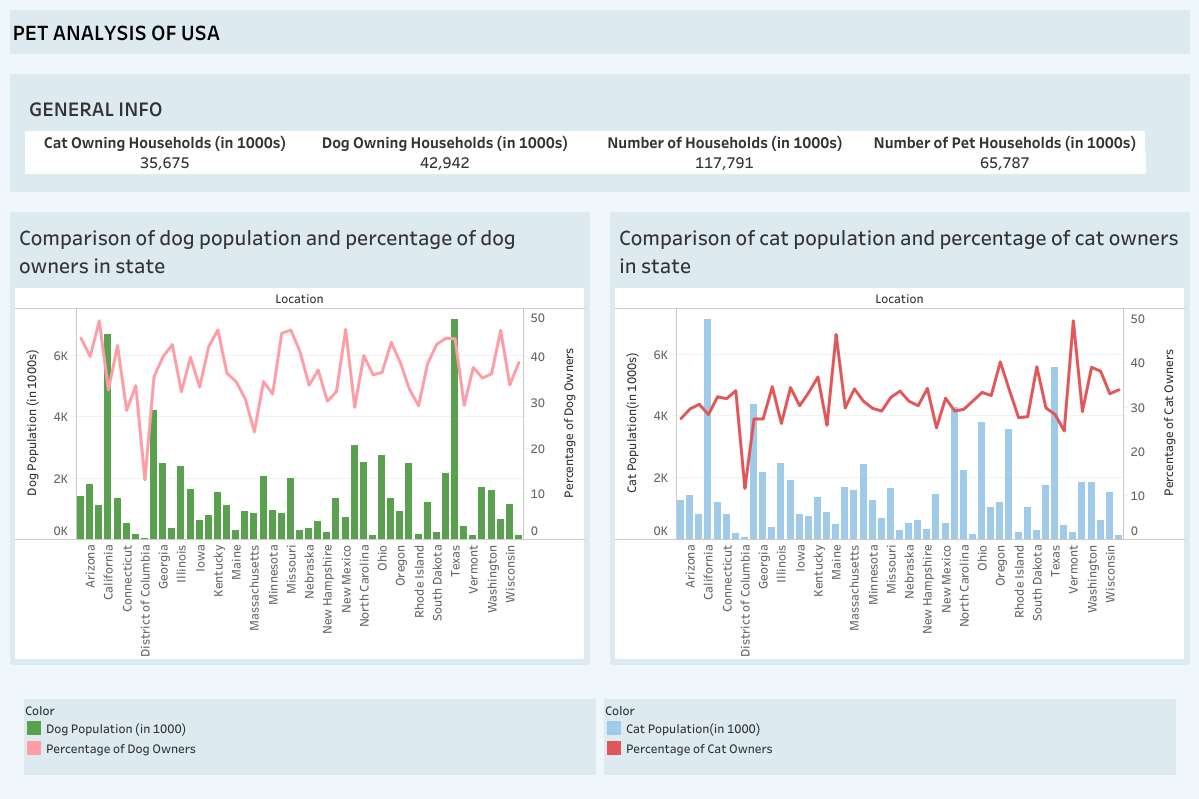 PET ANALYSIS OF USA
GENERAL INFO
Cat Owning Households (in 1000s)
Dog Owning Households (in 1000s)
Number of Households (in 1000s)
Number of Pet Households (in 1000s)
35,675
42,942
117,791
65,787
Comparison of dog population and percentage of dog
owners in state
Location
Dog Population (in 1000s)
6K
4K
2K
0K
50
40
30
20
10
0
Percentage of Dog Owners
Arizona
California
Connecticut
District of Columbia
Georgia
Illinois
Iowa
Kentucky
Maine
Massachusetts
Minnesota
Missouri
Nebraska
New Hampshire
New Mexico
North Carolina
Ohio
Oregon
Rhode Island
South Dakota
Texas
Vermont
Washington
Wisconsin
Comparison of cat population and percentage of cat owners
in state
Location
Cat Population(in 1000s)
6K
4K
2K
0K
50
40
30
20
10
0
Percentage of Cat Owners
Arizona
California
Connecticut
District of Columbia
Georgia
Illinois
Iowa
Kentucky
Maine
Massachusetts
Minnesota
Missouri
Nebraska
New Hampshire
New Mexico
North Carolina
Ohio
Oregon
Rhode Island
South Dakota
Texas
Vermont
Washington
Wisconsin
Color
Dog Population (in 1000)
Percentage of Dog Owners
Color
Cat Population(in 1000)
Percentage of Cat Owners